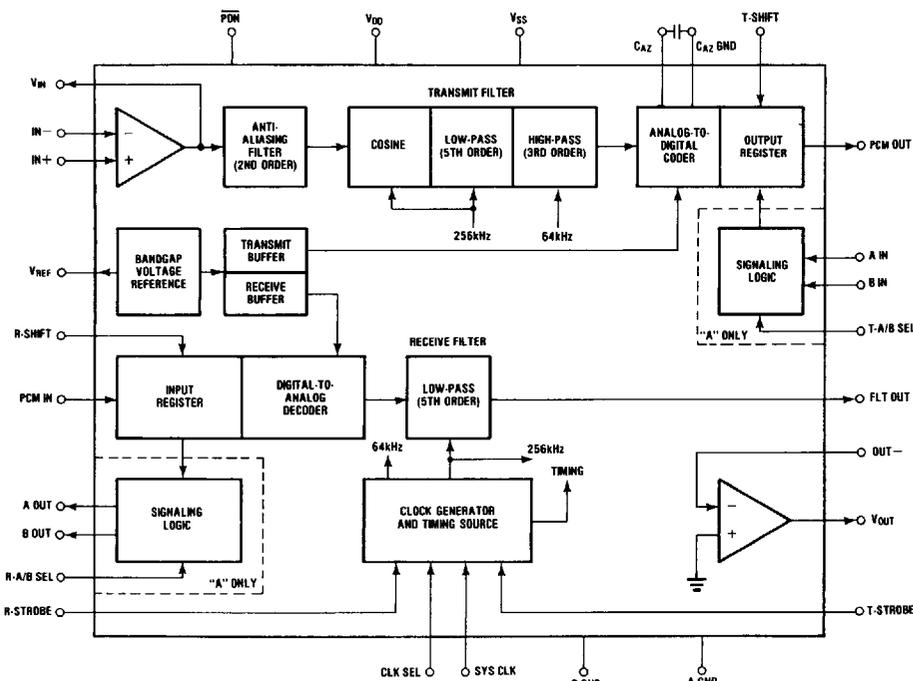 PDN
VDD
VSS
T-SHIFT
CAZ
CAZ GND
VIN
IN−
IN+
−
+
ANTI-
ALIASING
FILTER
(2ND ORDER)
TRANSMIT FILTER
COSINE
LOW-PASS
(5TH ORDER)
HIGH-PASS
(3RD ORDER)
ANALOG-TO-
DIGITAL
CODER
OUTPUT
REGISTER
PCM OUT
256kHz
64kHz
VREF
BANDGAP
VOLTAGE
REFERENCE
TRANSMIT
BUFFER
RECEIVE
BUFFER
SIGNALING
LOGIC
A IN
B IN
T-A/B SEL
"A" ONLY
R-SHIFT
PCM IN
INPUT
REGISTER
DIGITAL-TO-
ANALOG
DECODER
RECEIVE FILTER
LOW-PASS
(5TH ORDER)
FLT OUT
64kHz
256kHz
TIMING
OUT−
A OUT
B OUT
SIGNALING
LOGIC
CLOCK GENERATOR
AND TIMING SOURCE
−
+
VOUT
R-A/B SEL
"A" ONLY
R-STROBE
T-STROBE
CLK SEL
SYS CLK